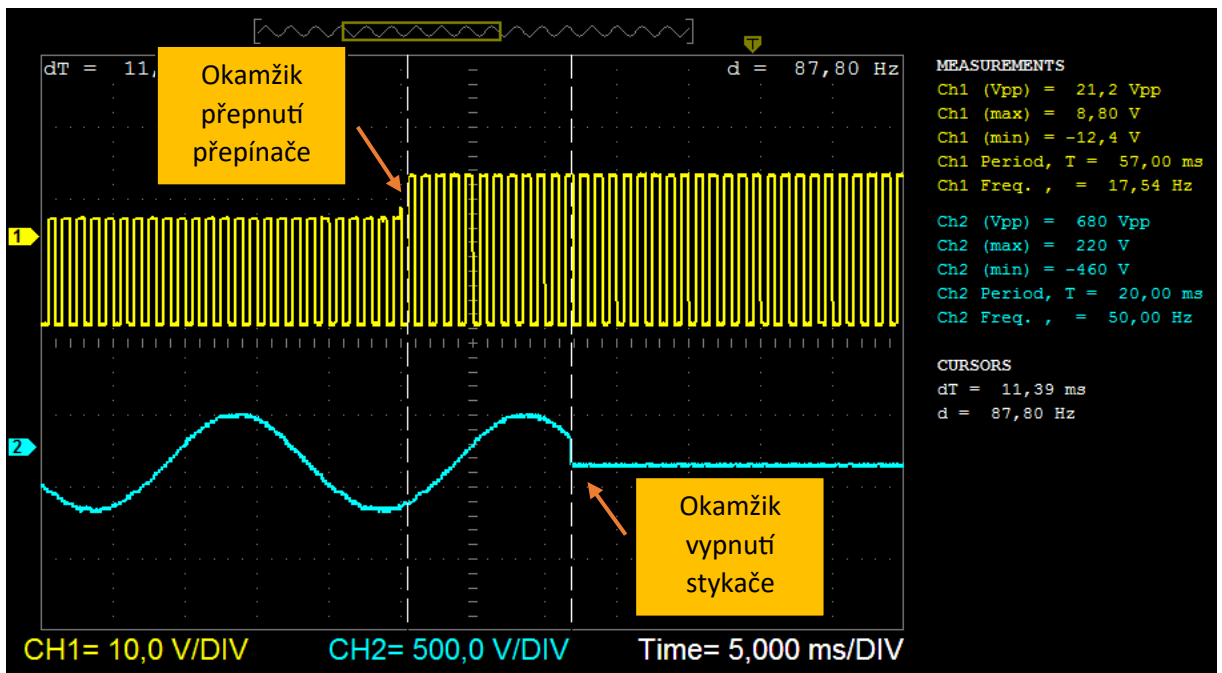 T
dT = 11,
d = 87,80 Hz
Okamžik
přepnutí
přepínače
1
2
Okamžik
vypnutí
stykače
CH1= 10,0 V/DIV
CH2= 500,0 V/DIV
Time= 5,000 ms/DIV
MEASUREMENTS
Ch1 (Vpp) = 21,2 Vpp
Ch1 (max) = 8,80 V
Ch1 (min) = -12,4 V
Ch1 Period, T = 57,00 ms
Ch1 Freq. , = 17,54 Hz
Ch2 (Vpp) = 680 Vpp
Ch2 (max) = 220 V
Ch2 (min) = -460 V
Ch2 Period, T = 20,00 ms
Ch2 Freq. , = 50,00 Hz
CURSORS
dT = 11,39 ms
d = 87,80 Hz